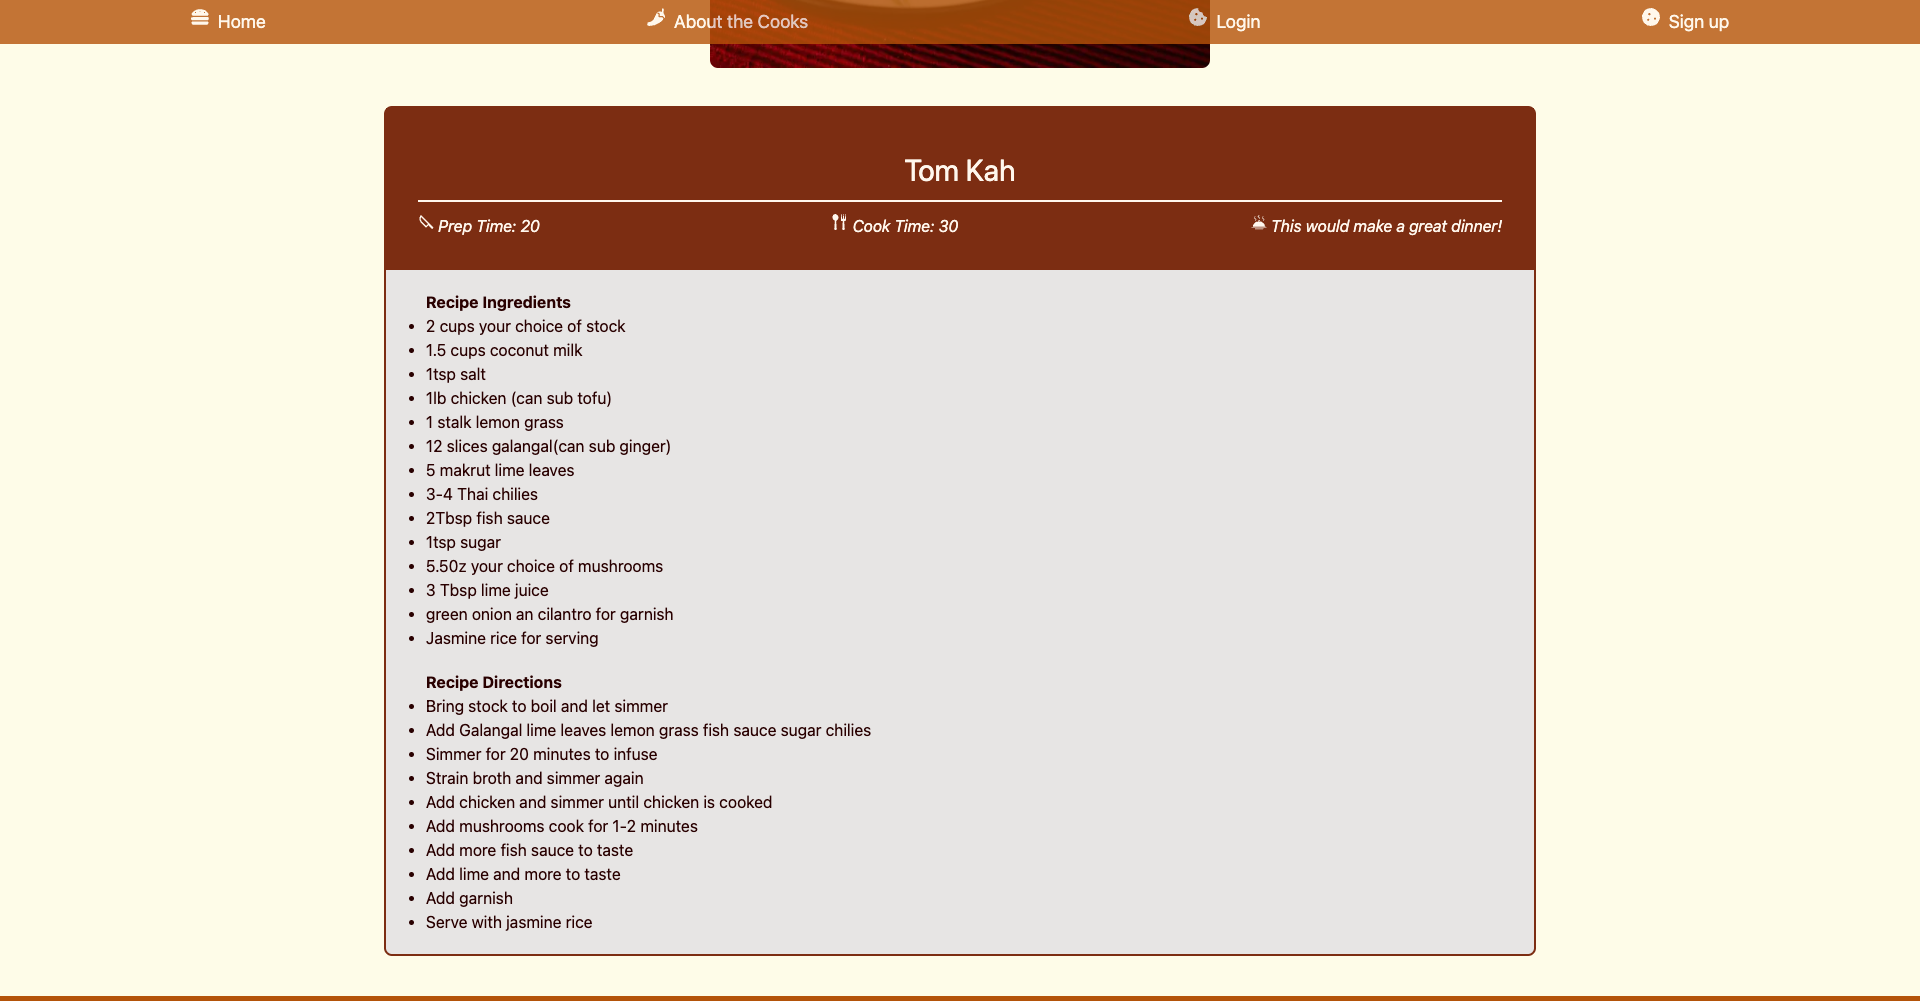 Home About the Cooks Login Sign up
Tom Kah
Prep Time: 20 Cook Time: 30 This would make a great dinner!
Recipe Ingredients
2 cups your choice of stock
1.5 cups coconut milk
1tsp salt
1lb chicken (can sub tofu)
1 stalk lemon grass
12 slices galangal(can sub ginger)
5 makrut lime leaves
3-4 Thai chilies
2Tbsp fish sauce
1tsp sugar
5.50z your choice of mushrooms
3 Tbsp lime juice
green onion an cilantro for garnish
Jasmine rice for serving
Recipe Directions
Bring stock to boil and let simmer
Add Galangal lime leaves lemon grass fish sauce sugar chilies
Simmer for 20 minutes to infuse
Strain broth and simmer again
Add chicken and simmer until chicken is cooked
Add mushrooms cook for 1-2 minutes
Add more fish sauce to taste
Add lime and more to taste
Add garnish
Serve with jasmine rice